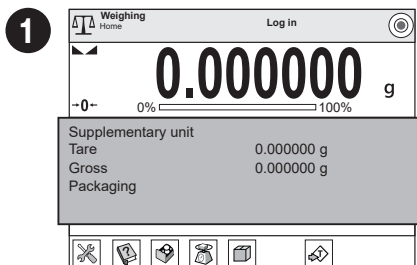 1
Weighing
Home
Log in
0.000000 g
→0←
0% 100%
Supplementary unit
Tare 0.000000 g
Gross 0.000000 g
Packaging
T